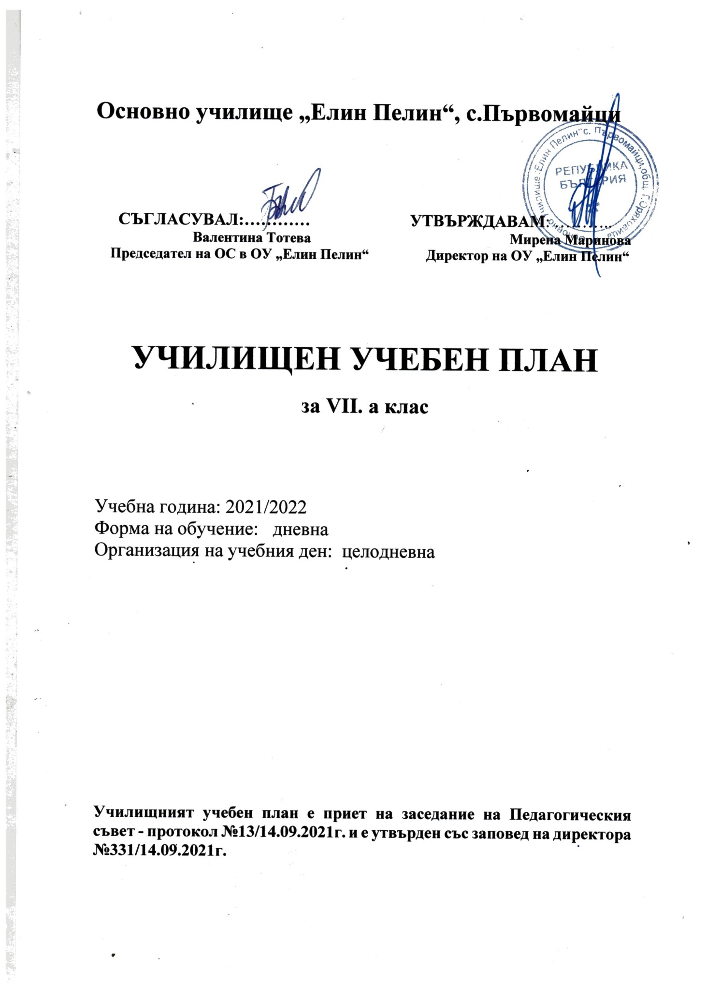 Основно училище „Елин Пелин“, с.Първомайци
СЪГЛАСУВАЛ:............
Валентина Тотева
Председател на ОС в ОУ „Елин Пелин“
УТВЪРЖДАВАМ:...........
Мирена Маринова
Директор на ОУ „Елин Пелин“
Основно училище "Елин Пелин" с. Първомайци,общ. Г.Оряховица
РЕПУБЛИКА
БЪЛГАРИЯ
УЧИЛИЩЕН УЧЕБЕН ПЛАН
за VII. а клас
Учебна година: 2021/2022
Форма на обучение: дневна
Организация на учебния ден: целодневна
Училищният учебен план е приет на заседание на Педагогическия
съвет - протокол №13/14.09.2021г. и е утвърден със заповед на директора
№331/14.09.2021г.